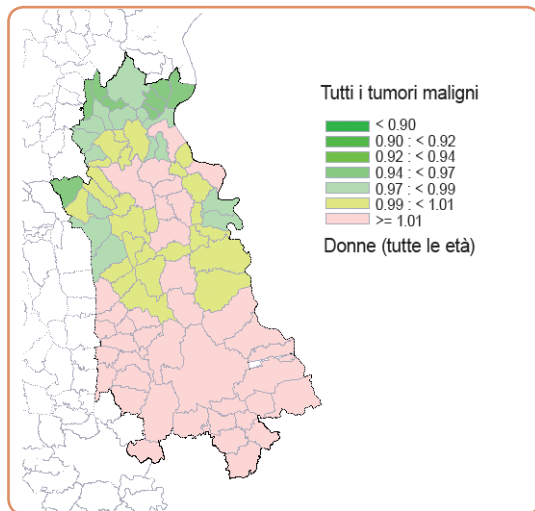 Tutti i tumori maligni
< 0.90
0.90 : < 0.92
0.92 : < 0.94
0.94 : < 0.97
0.97 : < 0.99
0.99 : < 1.01
>= 1.01
Donne (tutte le età)